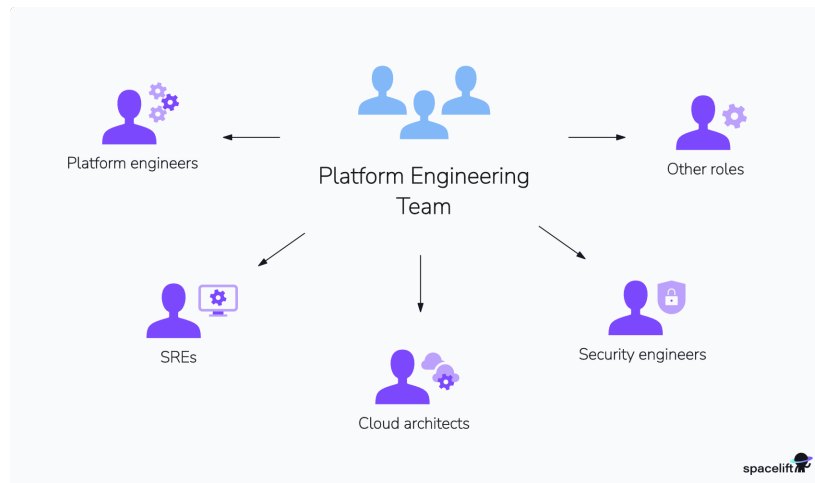 Platform Engineering
Team
Platform engineers
Other roles
SREs
Security engineers
Cloud architects
spacelift